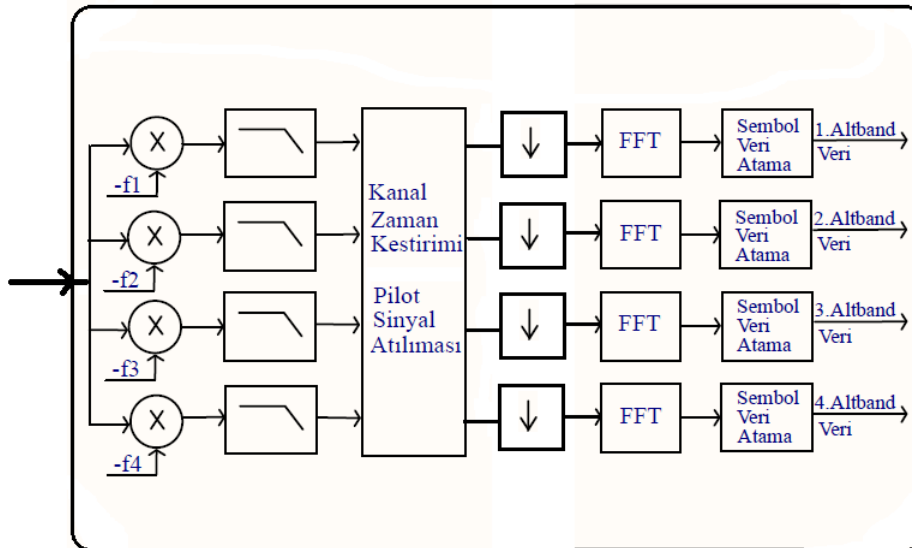 -f1
-f2
-f3
-f4
Kanal
Zaman
Kestirimi
Pilot
Sinyal
Atılıması
FFT
Sembol
Veri
Atama
1.Altband
Veri
FFT
Sembol
Veri
Atama
2.Altband
Veri
FFT
Sembol
Veri
Atama
3.Altband
Veri
FFT
Sembol
Veri
Atama
4.Altband
Veri